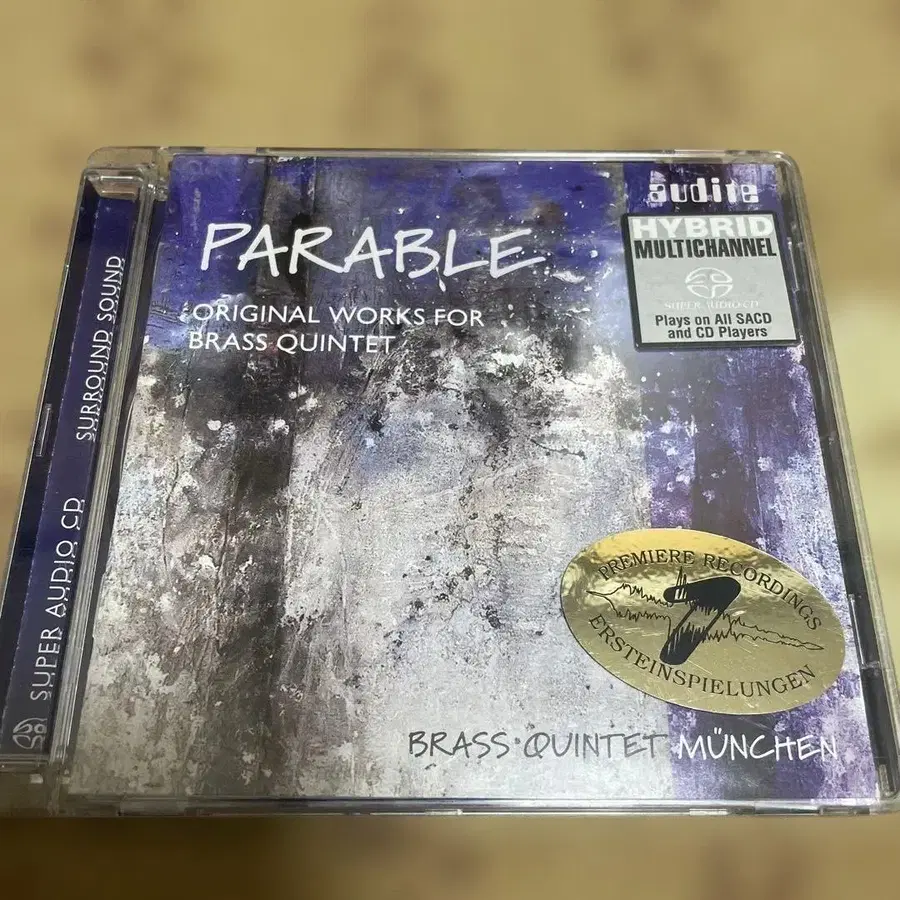 audite
HYBRID
MULTICHANNEL
SUPER AUDIO CD
Plays on All SACD
and CD Players
PARABLE
ORIGINAL WORKS FOR
BRASS QUINTET
SURROUND SOUND
SUPER AUDIO CD
PREMIERE RECORDINGS
7
ERSTEINSPIELUNGEN
BRASS QUINTET MÜNCHEN